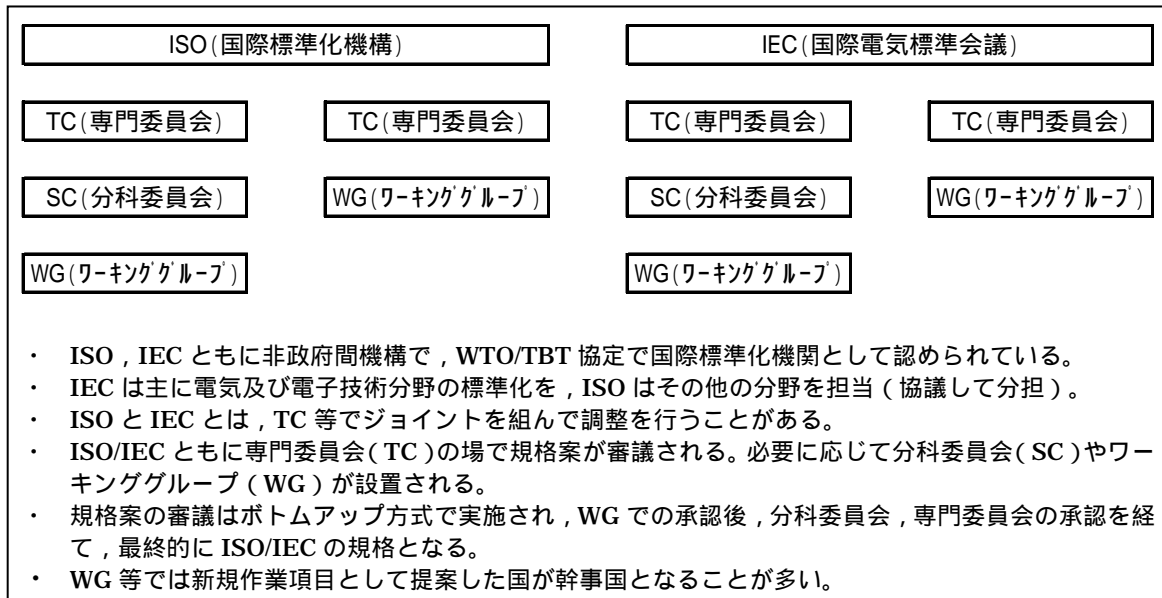 ISO(国際標準化機構) IEC(国際電気標準会議)
TC(専門委員会) TC(専門委員会) TC(専門委員会) TC(専門委員会)
SC(分科委員会) WG(ワーキンググループ) SC(分科委員会) WG(ワーキンググループ)
WG(ワーキンググループ) WG(ワーキンググループ)
・ ISO,IEC ともに非政府間機構で,WTO/TBT 協定で国際標準化機関として認められている。
・ IEC は主に電気及び電子技術分野の標準化を,ISO はその他の分野を担当(協議して分担)。
・ ISO と IEC とは,TC 等でジョイントを組んで調整を行うことがある。
・ ISO/IEC ともに専門委員会(TC)の場で規格案が審議される。必要に応じて分科委員会(SC)やワー
キンググループ(WG)が設置される。
・ 規格案の審議はボトムアップ方式で実施され,WG での承認後,分科委員会,専門委員会の承認を経
て,最終的に ISO/IEC の規格となる。
・ WG 等では新規作業項目として提案した国が幹事国となることが多い。